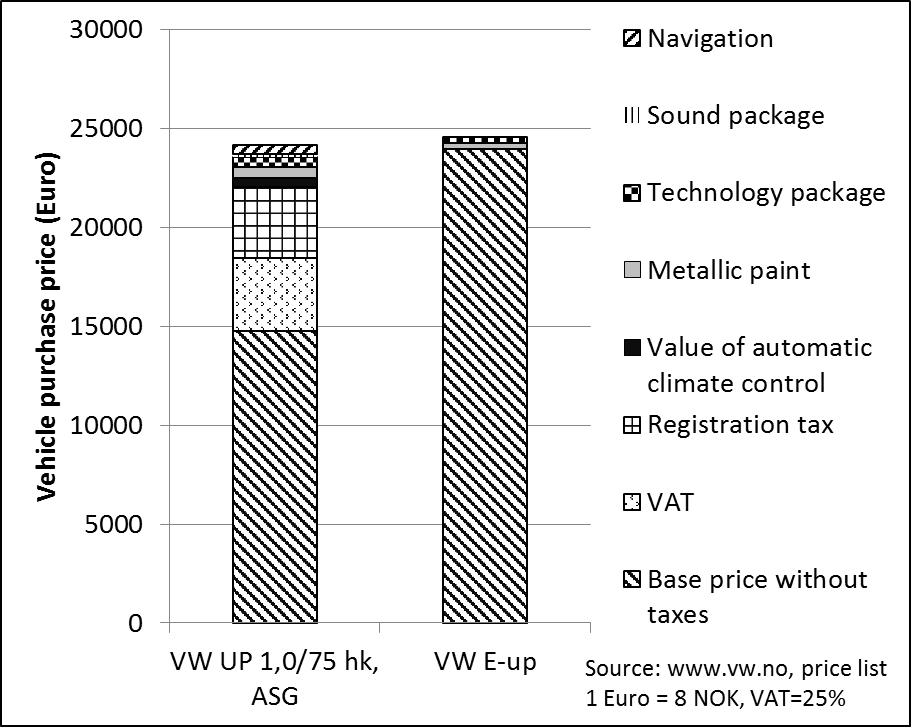 Vehicle purchase price (Euro)
30000
25000
20000
15000
10000
5000
0
VW UP 1,0/75 hk,
ASG
VW E-up
Navigation
Sound package
Technology package
Metallic paint
Value of automatic
climate control
Registration tax
VAT
Base price without
taxes
Source: www.vw.no, price list
1 Euro = 8 NOK, VAT=25%